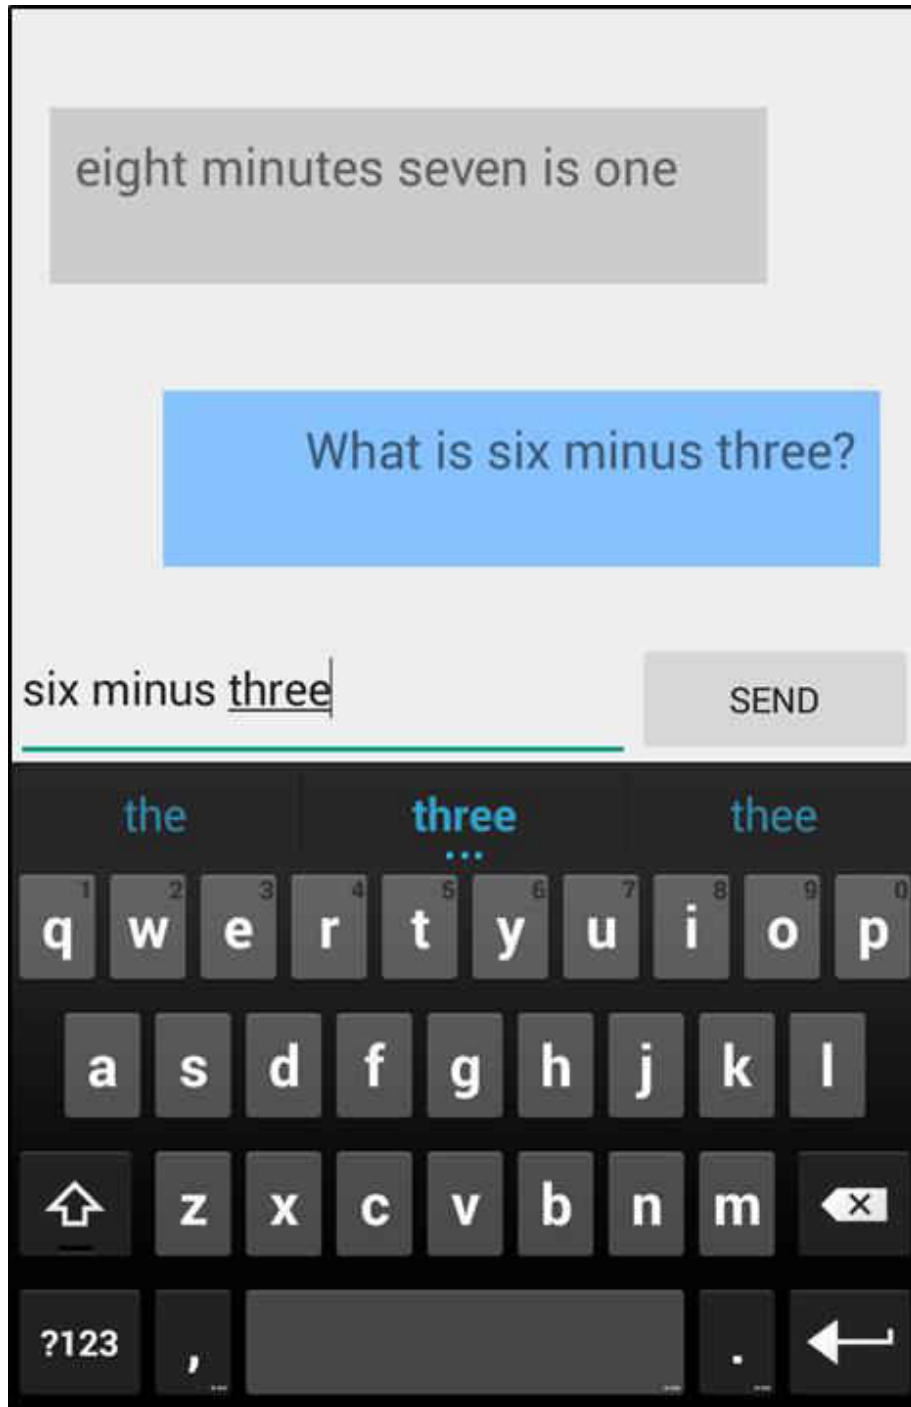 eight minutes seven is one
What is six minus three?
six minus three
SEND
the three thee
1 2 3 4 5 6 7 8 9 0
q w e r t y u i o p
a s d f g h j k l
z x c v b n m
?123 , .